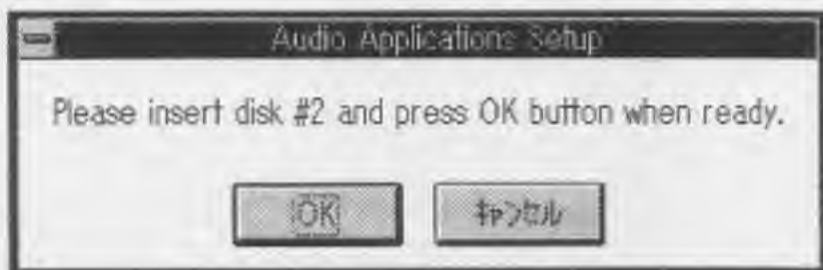 Audio Applications Setup
Please insert disk #2 and press OK button when ready.
OK
キャンセル